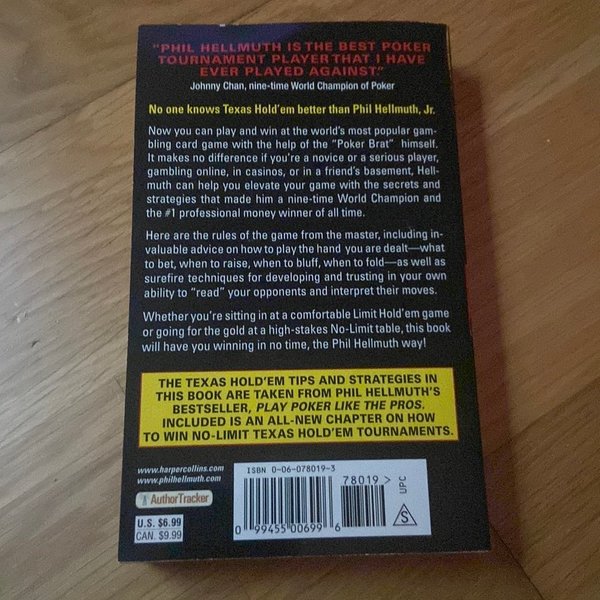 "PHIL HELLMUTH IS THE BEST POKER
TOURNAMENT PLAYER THAT I HAVE
EVER PLAYED AGAINST."
Johnny Chan, nine-time World Champion of Poker
No one knows Texas Hold'em better than Phil Hellmuth, Jr.
Now you can play and win at the world's most popular gam-
bling card game with the help of the "Poker Brat" himself.
It makes no difference if you're a novice or a serious player,
gambling online, in casinos, or in a friend's basement, Hell-
muth can help you elevate your game with the secrets and
strategies that made him a nine-time World Champion and
the #1 professional money winner of all time.
Here are the rules of the game from the master, including in-
valuable advice on how to play the hand you are dealt—what
to bet, when to raise, when to bluff, when to fold—as well as
surefire techniques for developing and trusting in your own
ability to "read" your opponents and interpret their moves.
Whether you're sitting in at a comfortable Limit Hold'em game
or going for the gold at a high-stakes No-Limit table, this book
will have you winning in no time, the Phil Hellmuth way!
THE TEXAS HOLD'EM TIPS AND STRATEGIES IN
THIS BOOK ARE TAKEN FROM PHIL HELLMUTH'S
BESTSELLER, PLAY POKER LIKE THE PROS.
INCLUDED IS AN ALL-NEW CHAPTER ON HOW
TO WIN NO-LIMIT TEXAS HOLD'EM TOURNAMENTS.
www.harpercollins.com
www.philhellmuth.com
AuthorTracker
U.S. $6.99
CAN. $9.99
ISBN 0-06-078019-3
78019 >
UPC
0 99455 00699 6
S